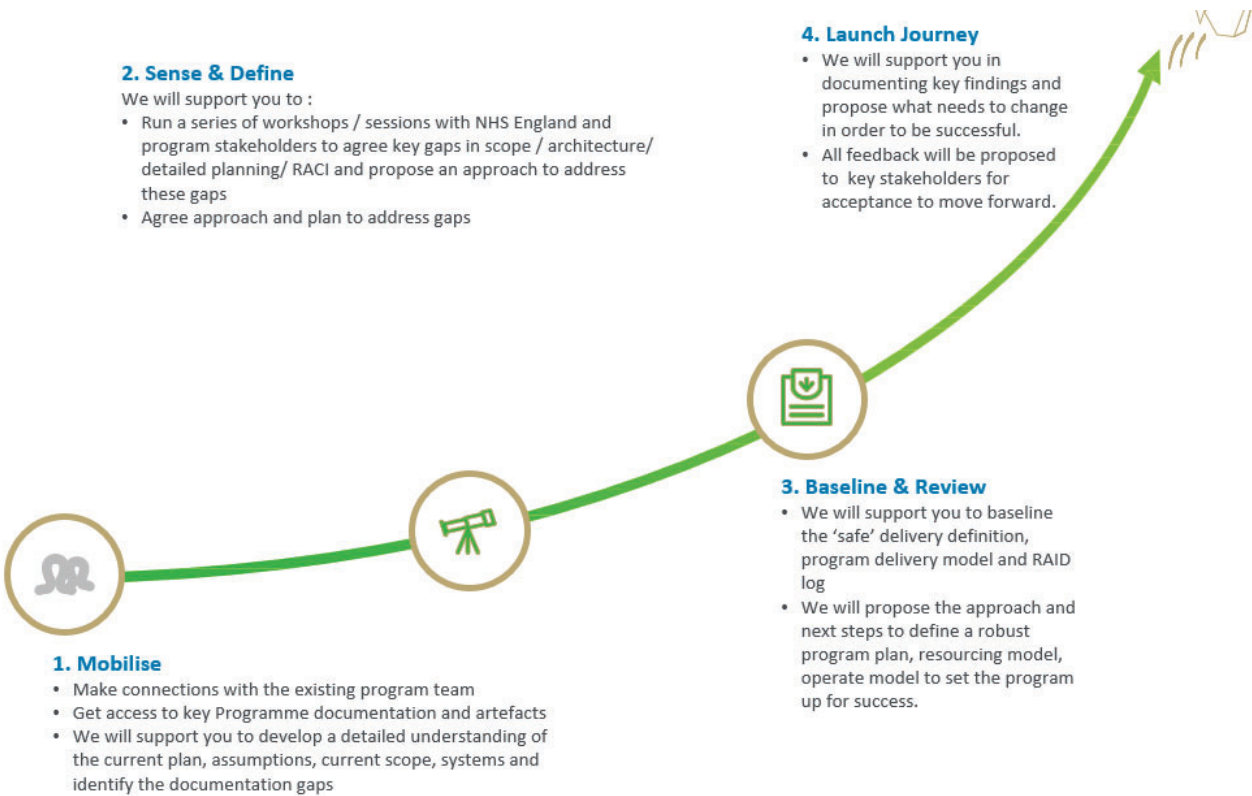 2. Sense & Define
We will support you to :
• Run a series of workshops / sessions with NHS England and
program stakeholders to agree key gaps in scope / architecture/
detailed planning/ RACI and propose an approach to address
these gaps
• Agree approach and plan to address gaps
4. Launch Journey
• We will support you in
documenting key findings and
propose what needs to change
in order to be successful.
• All feedback will be proposed
to key stakeholders for
acceptance to move forward.
1. Mobilise
• Make connections with the existing program team
• Get access to key Programme documentation and artefacts
• We will support you to develop a detailed understanding of
the current plan, assumptions, current scope, systems and
identify the documentation gaps
3. Baseline & Review
• We will support you to baseline
the ‘safe’ delivery definition,
program delivery model and RAID
log
• We will propose the approach and
next steps to define a robust
program plan, resourcing model,
operate model to set the program
up for success.